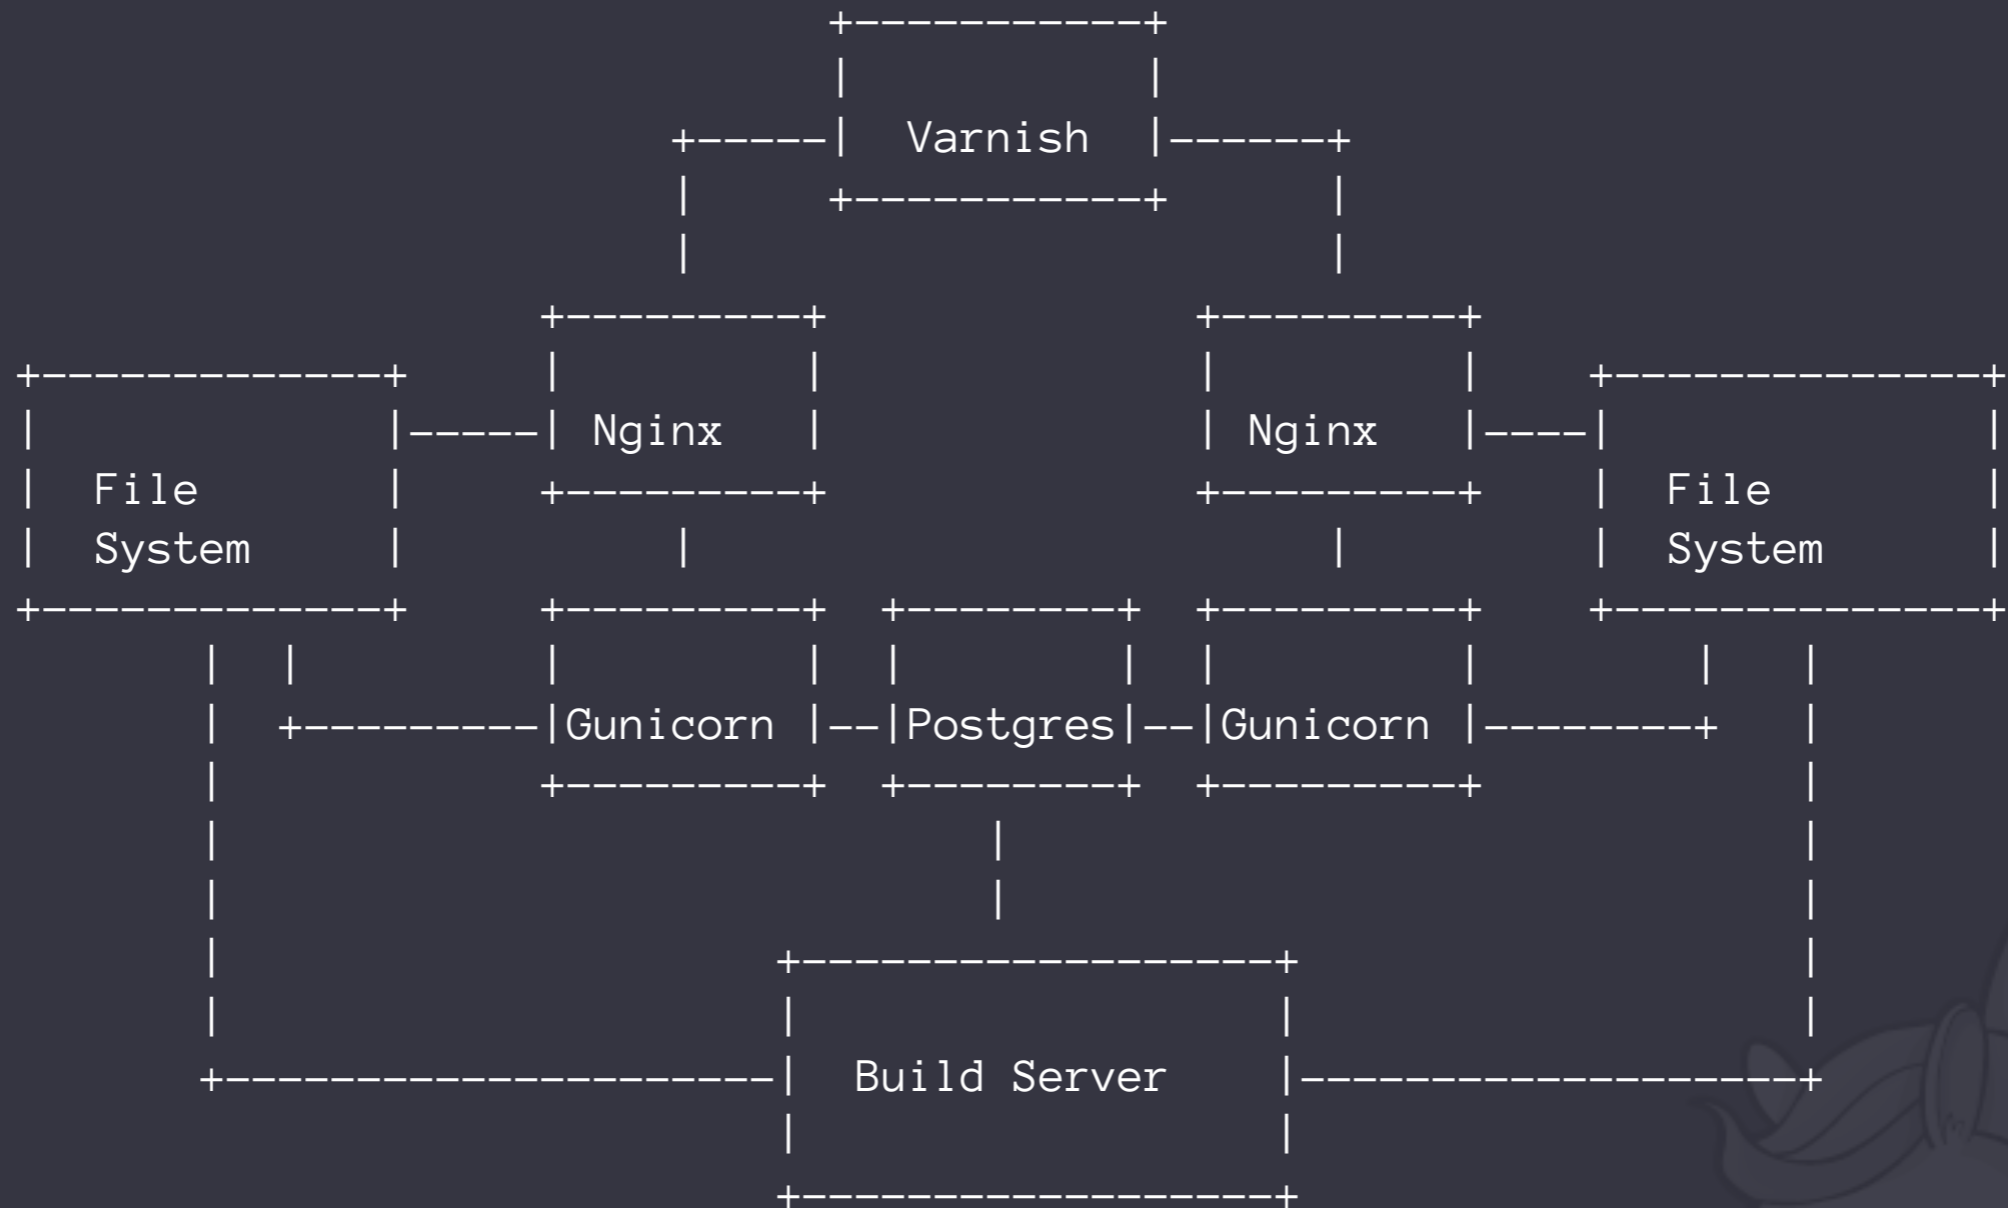 Varnish
Nginx Nginx
File File
System System
Gunicorn Postgres Gunicorn
Build Server